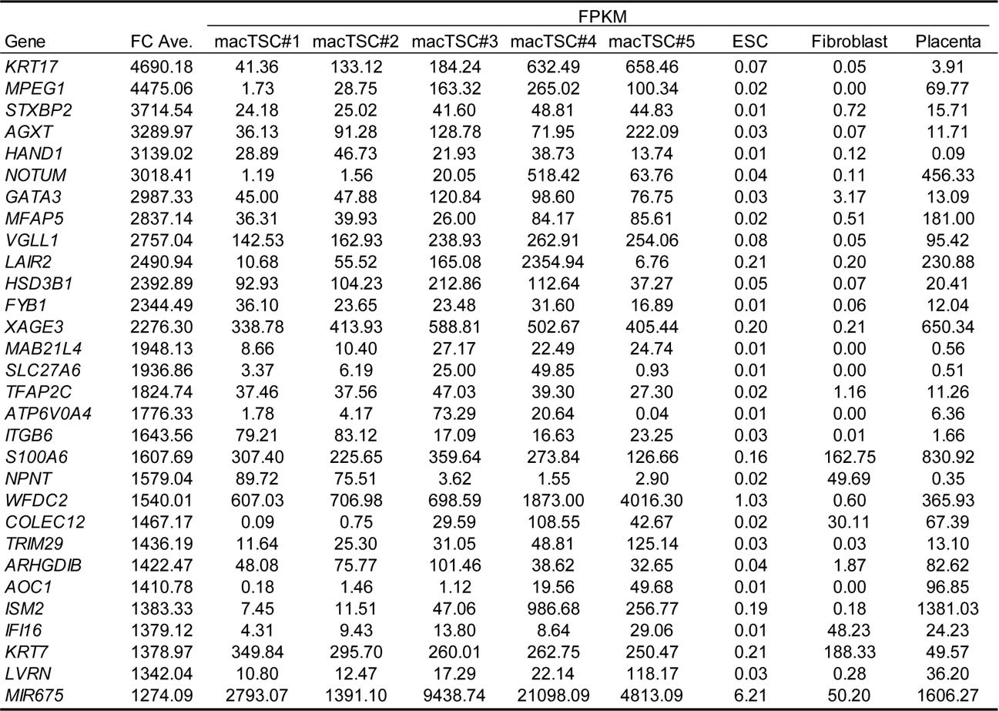 FPKM
Gene FC Ave. macTSC#1 macTSC#2 macTSC#3 macTSC#4 macTSC#5 ESC Fibroblast Placenta
KRT17 4690.18 41.36 133.12 184.24 632.49 658.46 0.07 0.05 3.91
MPEG1 4475.06 1.73 28.75 163.32 265.02 100.34 0.02 0.00 69.77
STXBP2 3714.54 24.18 25.02 41.60 48.81 44.83 0.01 0.72 15.71
AGXT 3289.97 36.13 91.28 128.78 71.95 222.09 0.03 0.07 11.71
HAND1 3139.02 28.89 46.73 21.93 38.73 13.74 0.01 0.12 0.09
NOTUM 3018.41 1.19 1.56 20.05 518.42 63.76 0.04 0.11 456.33
GATA3 2987.33 45.00 47.88 120.84 98.60 76.75 0.03 3.17 13.09
MFAP5 2837.14 36.31 39.93 26.00 84.17 85.61 0.02 0.51 181.00
VGLL1 2757.04 142.53 162.93 238.93 262.91 254.06 0.08 0.05 95.42
LAIR2 2490.94 10.68 55.52 165.08 2354.94 6.76 0.21 0.20 230.88
HSD3B1 2392.89 92.93 104.23 212.86 112.64 37.27 0.05 0.07 20.41
FYB1 2344.49 36.10 23.65 23.48 31.60 16.89 0.01 0.06 12.04
XAGE3 2276.30 338.78 413.93 588.81 502.67 405.44 0.20 0.21 650.34
MAB21L4 1948.13 8.66 10.40 27.17 22.49 24.74 0.01 0.00 0.56
SLC27A6 1936.86 3.37 6.19 25.00 49.85 0.93 0.01 0.00 0.51
TFAP2C 1824.74 37.46 37.56 47.03 39.30 27.30 0.02 1.16 11.26
ATP6V0A4 1776.33 1.78 4.17 73.29 20.64 0.04 0.01 0.00 6.36
ITGB6 1643.56 79.21 83.12 17.09 16.63 23.25 0.03 0.01 1.66
S100A6 1607.69 307.40 225.65 359.64 273.84 126.66 0.16 162.75 830.92
NPNT 1579.04 89.72 75.51 3.62 1.55 2.90 0.02 49.69 0.35
WFDC2 1540.01 607.03 706.98 698.59 1873.00 4016.30 1.03 0.60 365.93
COLEC12 1467.17 0.09 0.75 29.59 108.55 42.67 0.02 30.11 67.39
TRIM29 1436.19 11.64 25.30 31.05 48.81 125.14 0.03 0.03 13.10
ARHGDIB 1422.47 48.08 75.77 101.46 38.62 32.65 0.04 1.87 82.62
AOC1 1410.78 0.18 1.46 1.12 19.56 49.68 0.01 0.00 96.85
ISM2 1383.33 7.45 11.51 47.06 986.68 256.77 0.19 0.18 1381.03
IFI16 1379.12 4.31 9.43 13.80 8.64 29.06 0.01 48.23 24.23
KRT7 1378.97 349.84 295.70 260.01 262.75 250.47 0.21 188.33 49.57
LVRN 1342.04 10.80 12.47 17.29 22.14 118.17 0.03 0.28 36.20
MIR675 1274.09 2793.07 1391.10 9438.74 21098.09 4813.09 6.21 50.20 1606.27